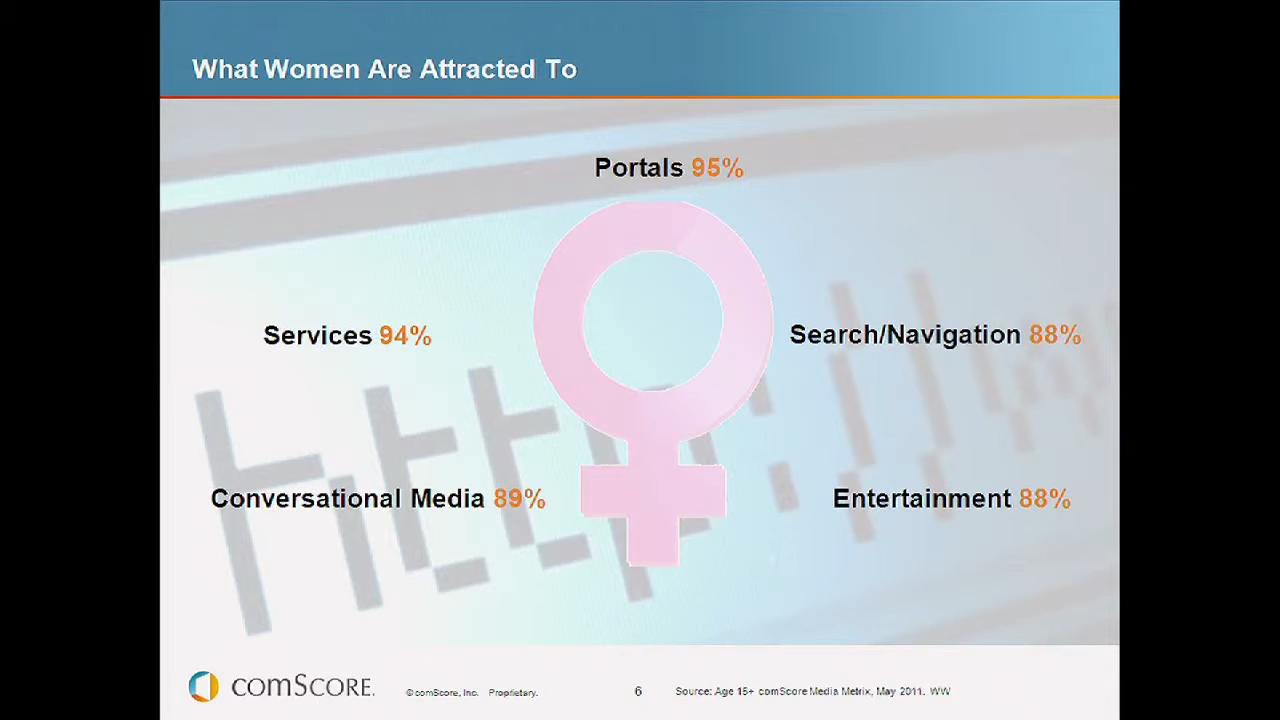 What Women Are Attracted To
Portals 95%
Services 94%
Search/Navigation 88%
http://w
Conversational Media 89%
Entertainment 88%
comScore.
© comScore, Inc. Proprietary.
6
Source: Age 15+ comScore Media Metrix, May 2011. WW